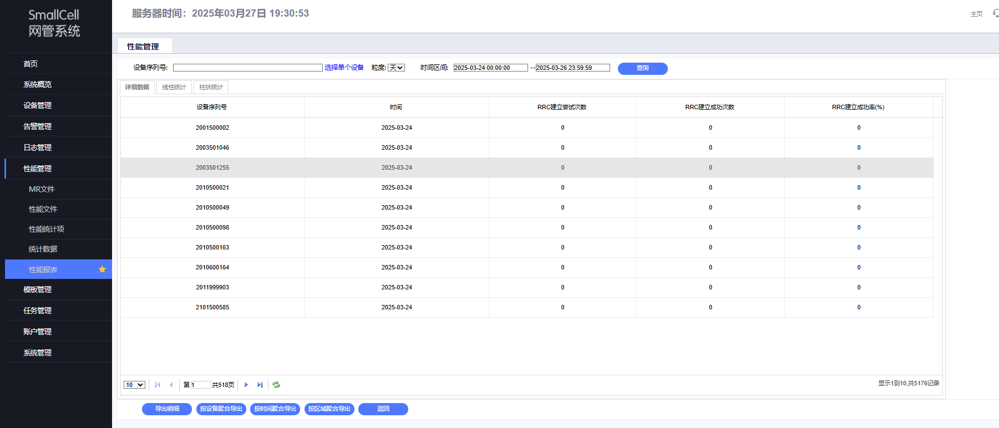 SmallCell
网管系统
服务器时间：2025年03月27日 19:30:53
主页
首页
系统概览
设备管理
告警管理
日志管理
性能管理
MR文件
性能文件
性能统计项
统计数据
性能报表
模板管理
任务管理
账户管理
系统管理
性能管理
设备序列号: 选择单个设备 粒度: 天 时间区间: 2025-03-24 00:00:00 --2025-03-26 23:59:59 查询
详细数据 线性统计 柱状统计
设备序列号 时间 RRC建立尝试次数 RRC建立成功次数 RRC建立成功率(%)
2001500002 2025-03-24 0 0 0
2003501046 2025-03-24 0 0 0
2003501255 2025-03-24 0 0 0
2010500021 2025-03-24 0 0 0
2010500049 2025-03-24 0 0 0
2010500098 2025-03-24 0 0 0
2010500163 2025-03-24 0 0 0
2010600164 2025-03-24 0 0 0
2011999903 2025-03-24 0 0 0
2101500585 2025-03-24 0 0 0
10 第1 共518页 显示1到10,共5176记录
导出明细 按设备聚合导出 按时间聚合导出 按区域聚合导出 返回